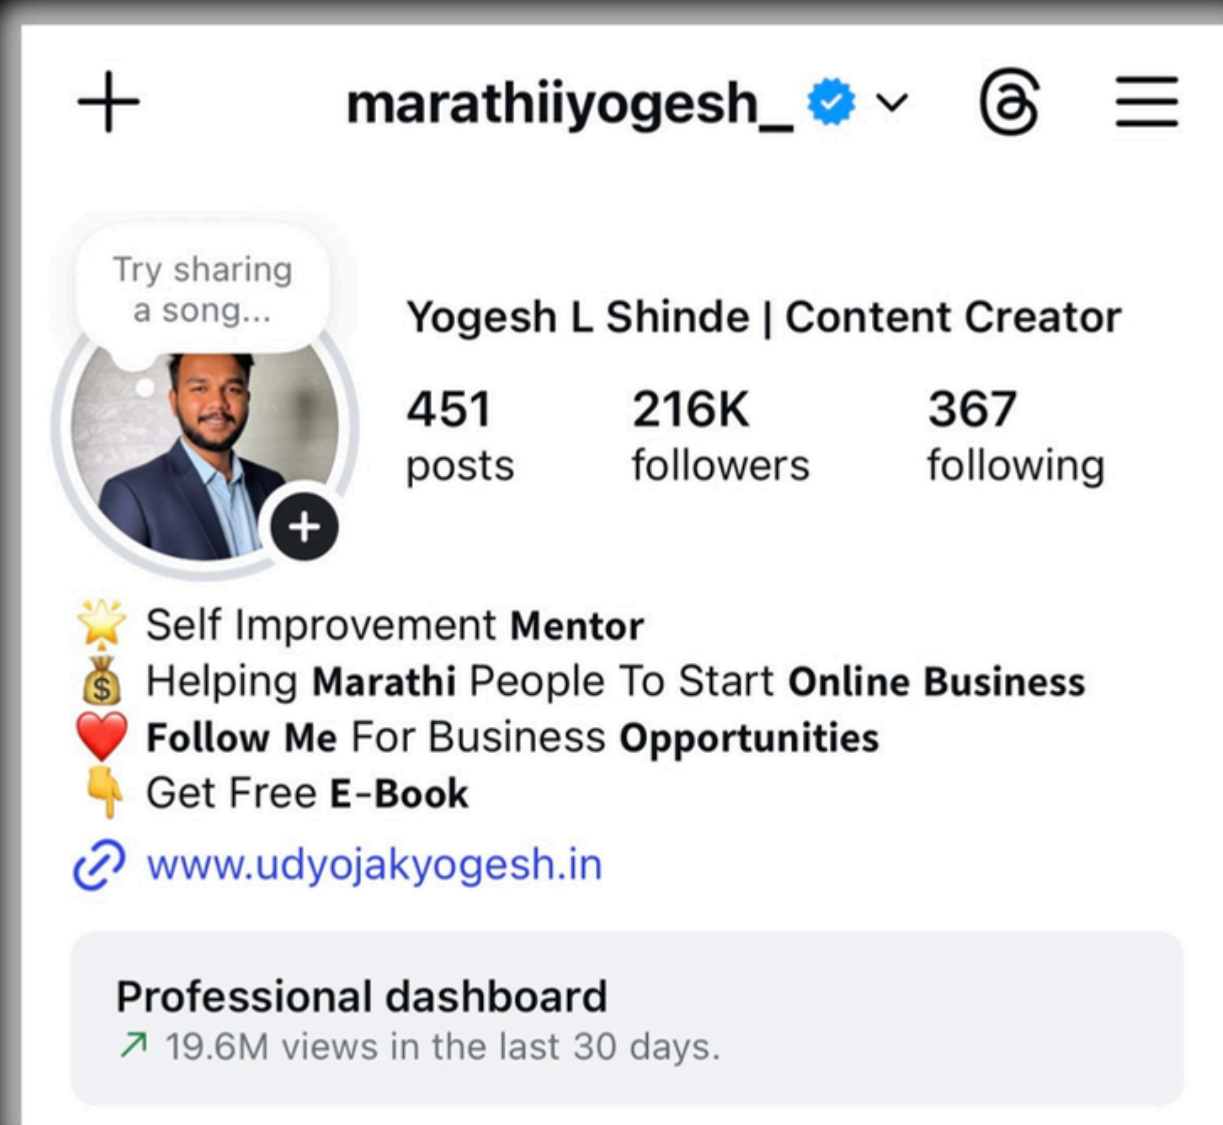 marathiiyogesh_
Try sharing
a song...
Yogesh L Shinde | Content Creator
451 216K 367
posts followers following
🌟 Self Improvement Mentor
💰 Helping Marathi People To Start Online Business
❤️ Follow Me For Business Opportunities
👇 Get Free E-Book
www.udyojakyogesh.in
Professional dashboard
19.6M views in the last 30 days.